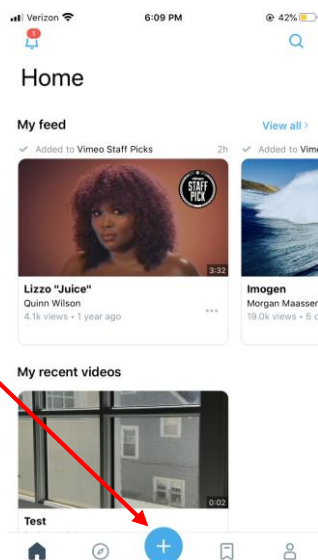 Verizon 6:09 PM 42%
1
Home
My feed View all >
Added to Vimeo Staff Picks 2h Added to
STAFF
PICK
3:32
Lizzo "Juice" Imogen
Quinn Wilson Morgan Maassen
4.1k views • 1 year ago 19.0k views • 5
My recent videos
0:02
Test